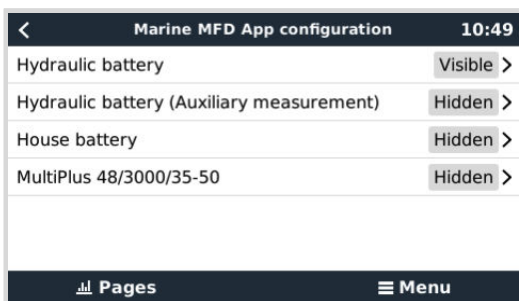 Marine MFD App configuration 10:49
Hydraulic battery Visible
Hydraulic battery (Auxiliary measurement) Hidden
House battery Hidden
MultiPlus 48/3000/35-50 Hidden
Pages Menu